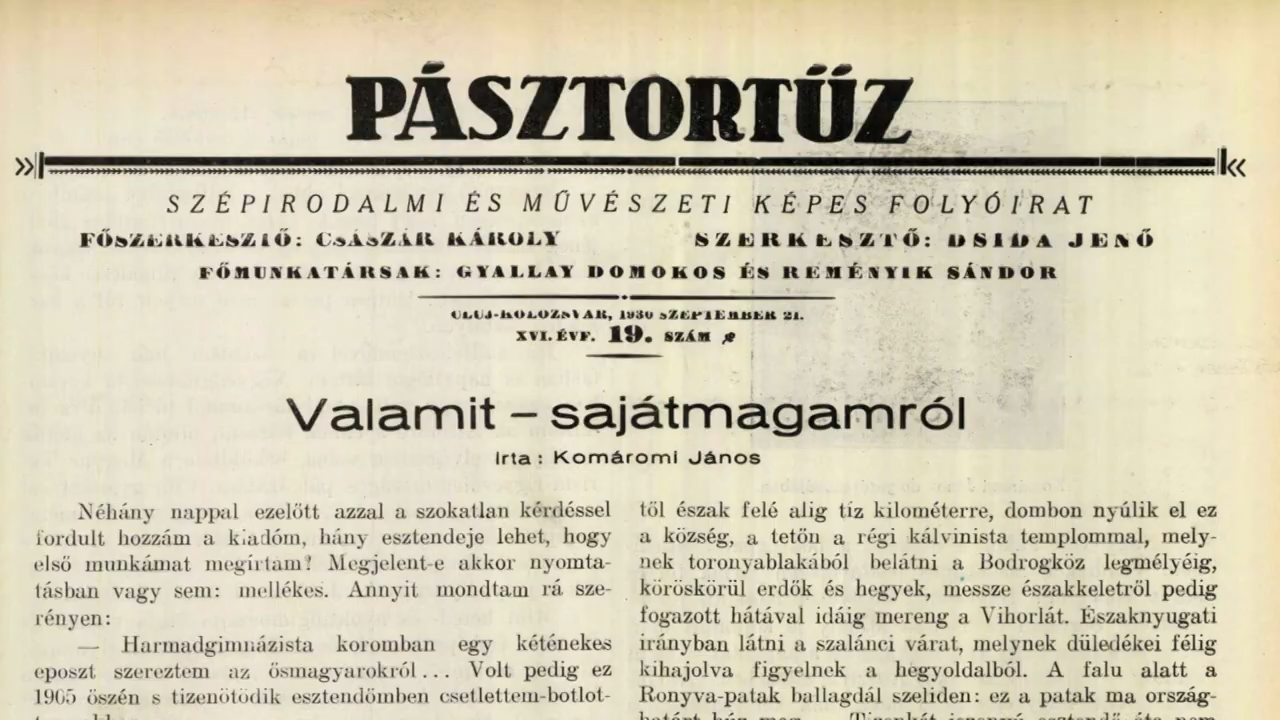 PÁSZTORTŰZ
SZÉPIRODALMI ÉS MŰVÉSZETI KÉPES FOLYÓIRAT
FŐSZERKESZTŐ: CSÁSZÁR KÁROLY
SZERKESZTŐ: DSIDA JENŐ
FŐMUNKATÁRSAK: GYALLAY DOMOKOS ÉS REMÉNYIK SÁNDOR
CLUJ-KOLOZSVÁR, 1930 SZEPTEMBER 21.
XVI. ÉVF. 19. SZÁM
Valamit – sajátmagamról
Irta: Komáromi János
Néhány nappal ezelőtt azzal a szokatlan kérdéssel
fordult hozzám a kiadóm, hány esztendeje lehet, hogy
első munkámat megírtam? Megjelent-e akkor nyomta-
tásban vagy sem: mellékes. Annyit mondtam rá sze-
rényen:
— Harmadgimnázista koromban egy kéténekes
eposzt szereztem az ősmagyarokról... Volt pedig ez
1905 őszén s tizenötödik esztendőmben csetlettem-botlot-
től észak felé alig tíz kilométerre, dombon nyúlik el ez
a község, a tetőn a régi kálvinista templommal, mely-
nek toronyablakából belátni a Bodrogköz legmélyéig,
köröskörül erdők és hegyek, messze északkeletről pedig
fogazott hátával idáig mereng a Vihorlát. Északnyugati
irányban látni a szalánci várat, melynek düledékei félig
kihajolva figyelnek a hegyoldalból. A falu alatt a
Ronyva-patak ballagdál szeliden: ez a patak maország-